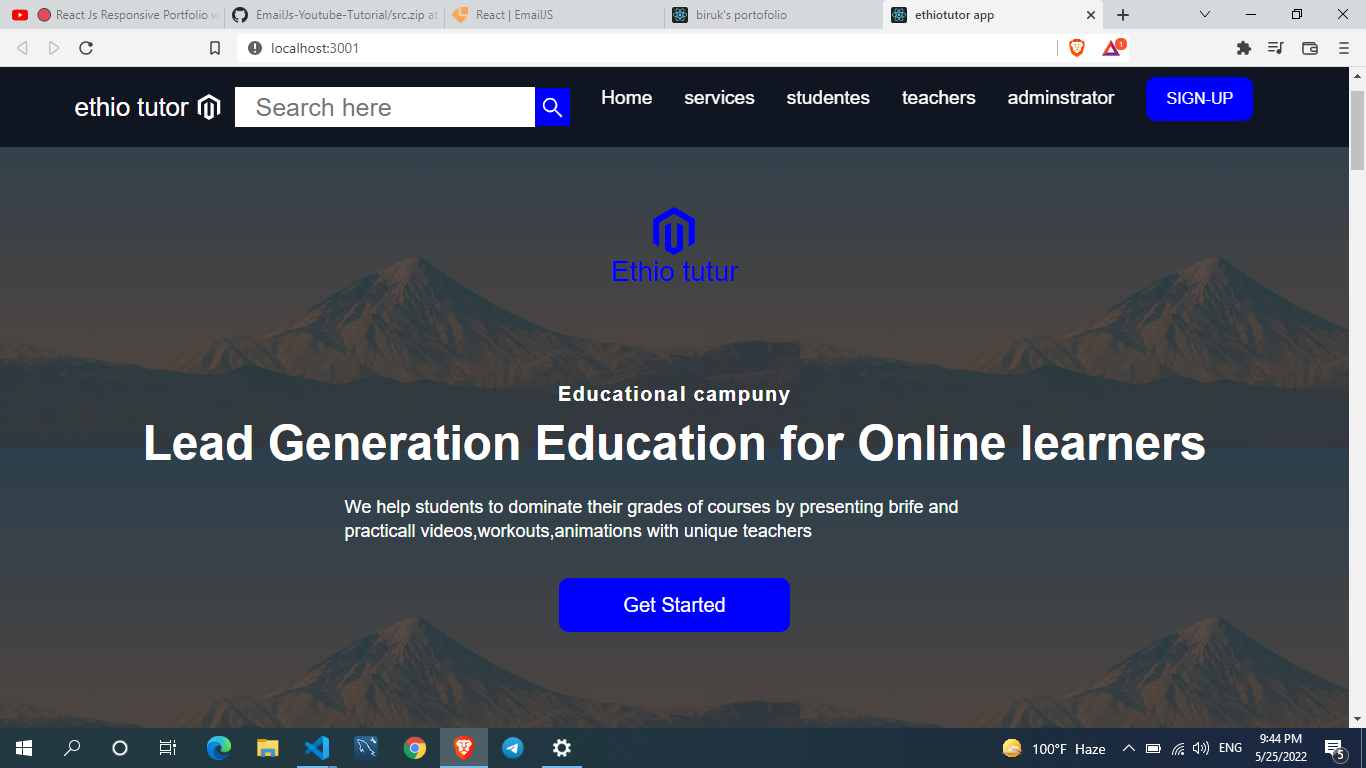 React Js Responsive Portfolio w
EmailJs-Youtube-Tutorial/src.zip at
React | EmailJS
biruk's portofolio
ethiotutor app
localhost:3001
1
ethio tutor
Search here
Home
services
studentes
teachers
adminstrator
SIGN-UP
Ethio tutur
Educational campuny
Lead Generation Education for Online learners
We help students to dominate their grades of courses by presenting brife and
practicall videos,workouts,animations with unique teachers
Get Started
100°F Haze
ENG
9:44 PM
5/25/2022
5